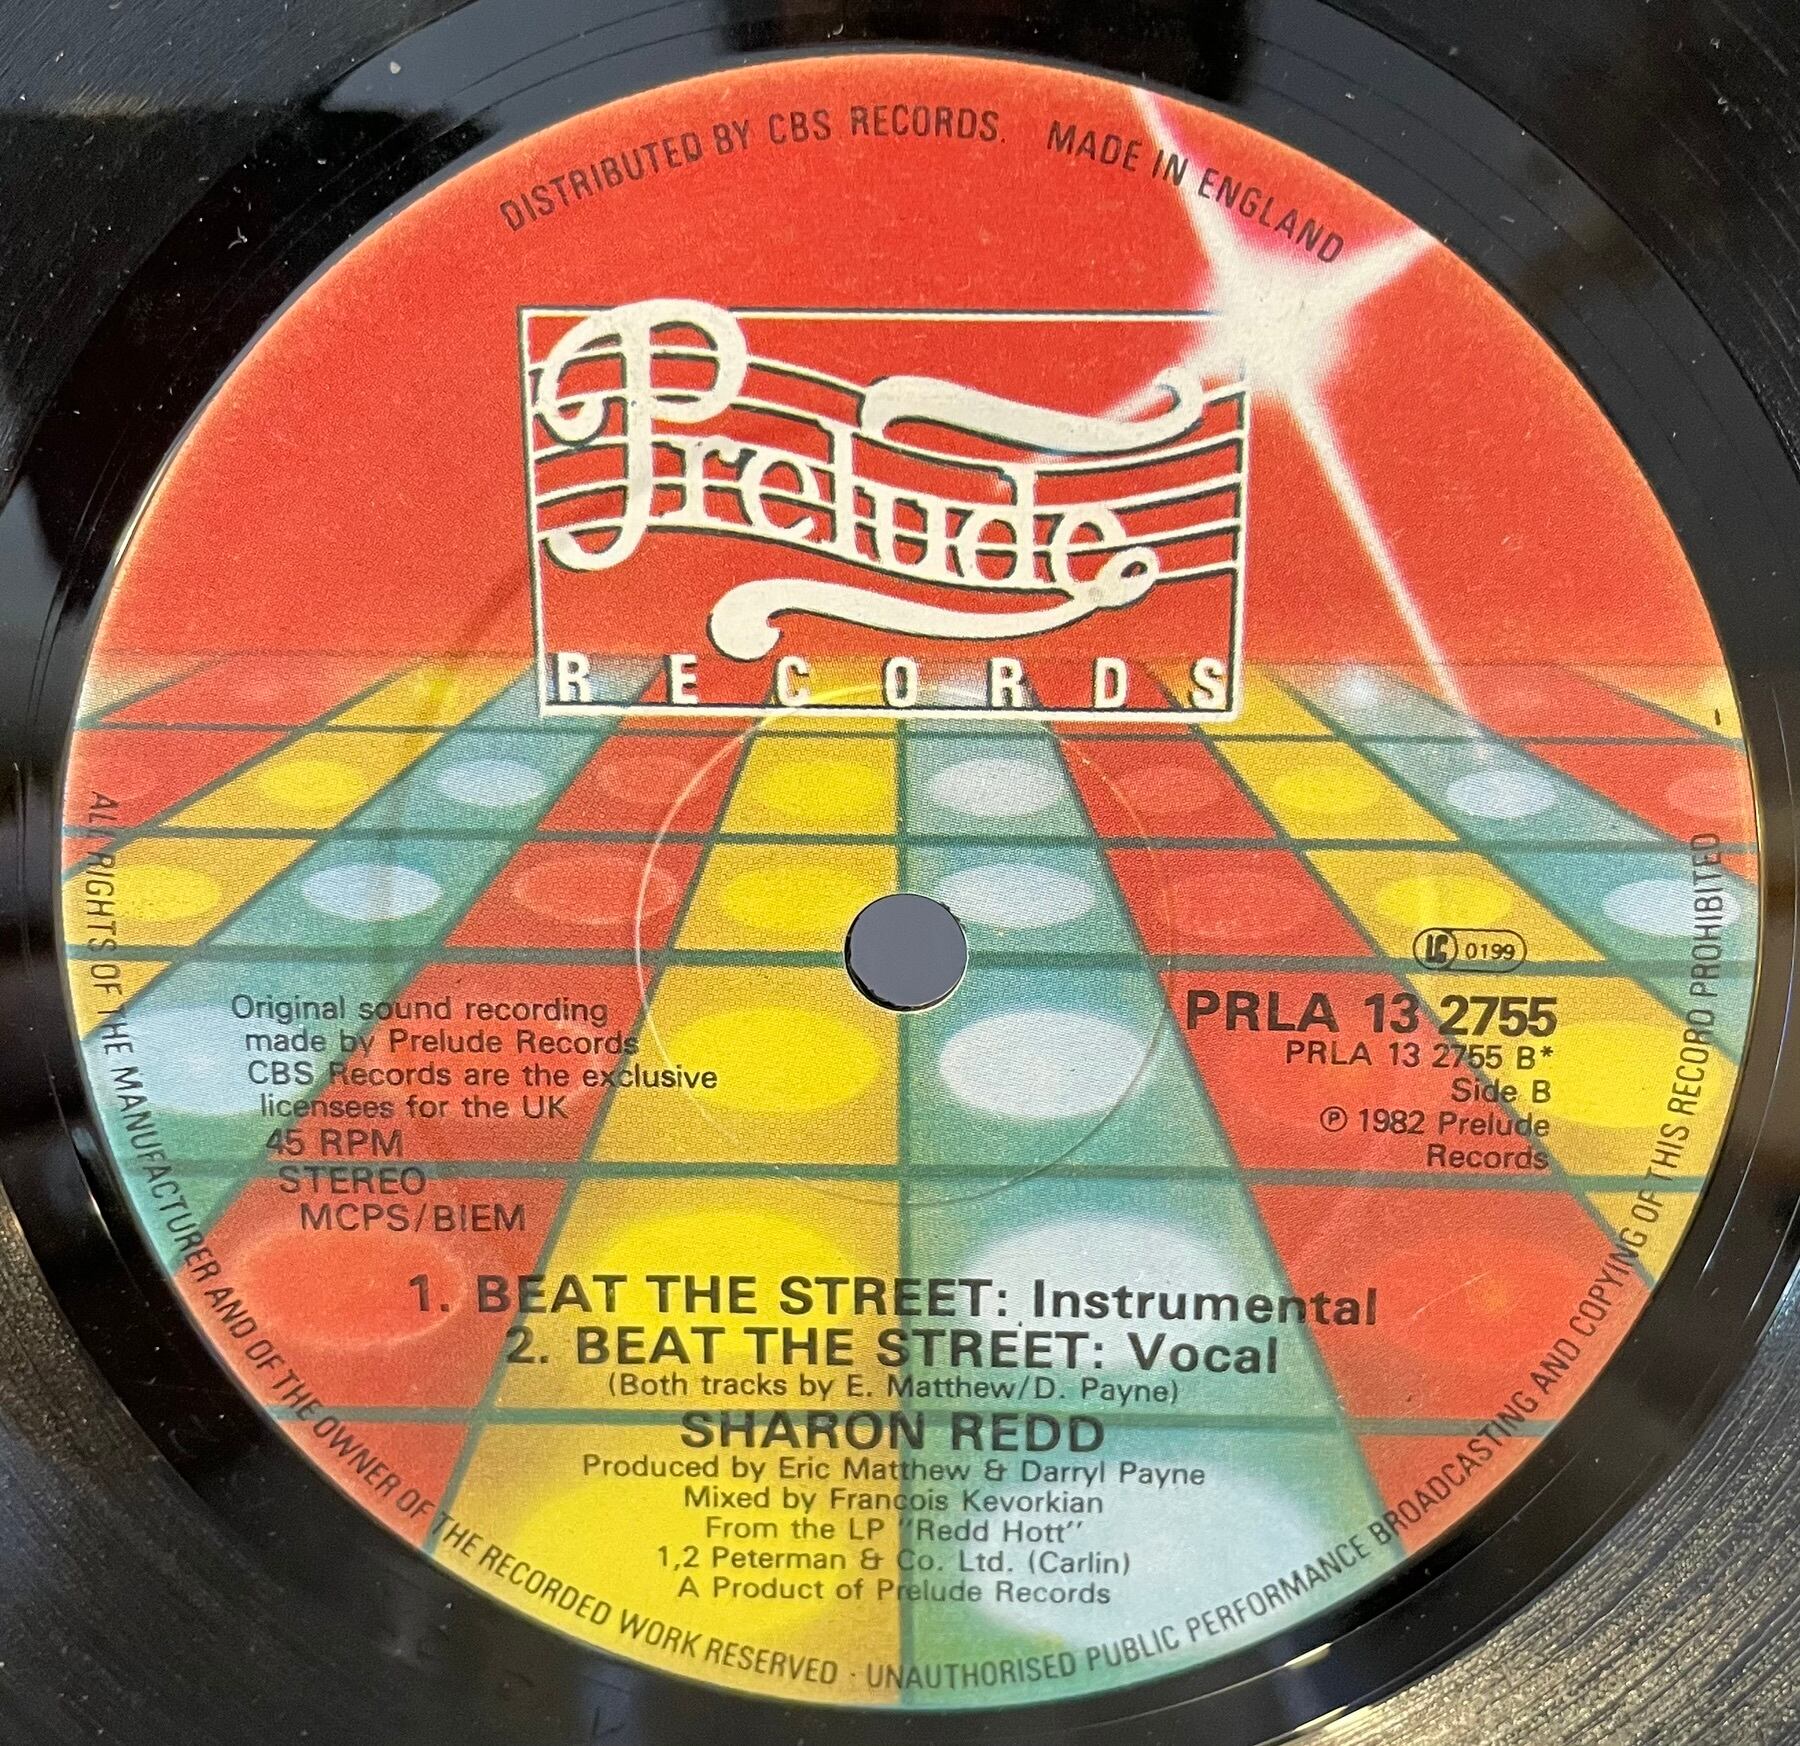 DISTRIBUTED BY CBS RECORDS. MADE IN ENGLAND
Prelude
RECORDS
LC 0199
PRLA 13 2755
PRLA 13 2755 B*
Side B
Ⓟ 1982 Prelude
Records
Original sound recording
made by Prelude Records
CBS Records are the exclusive
licensees for the UK
45 RPM
STEREO
MCPS/BIEM
1. BEAT THE STREET: Instrumental
2. BEAT THE STREET: Vocal
(Both tracks by E. Matthew/D. Payne)
SHARON REDD
Produced by Eric Matthew & Darryl Payne
Mixed by Francois Kevorkian
From the LP "Redd Hott"
1,2 Peterman & Co. Ltd. (Carlin)
A Product of Prelude Records
ALL RIGHTS OF THE MANUFACTURER AND OF THE OWNER OF THE RECORDED WORK RESERVED · UNAUTHORISED PUBLIC PERFORMANCE BROADCASTING AND COPYING OF THIS RECORD PROHIBITED